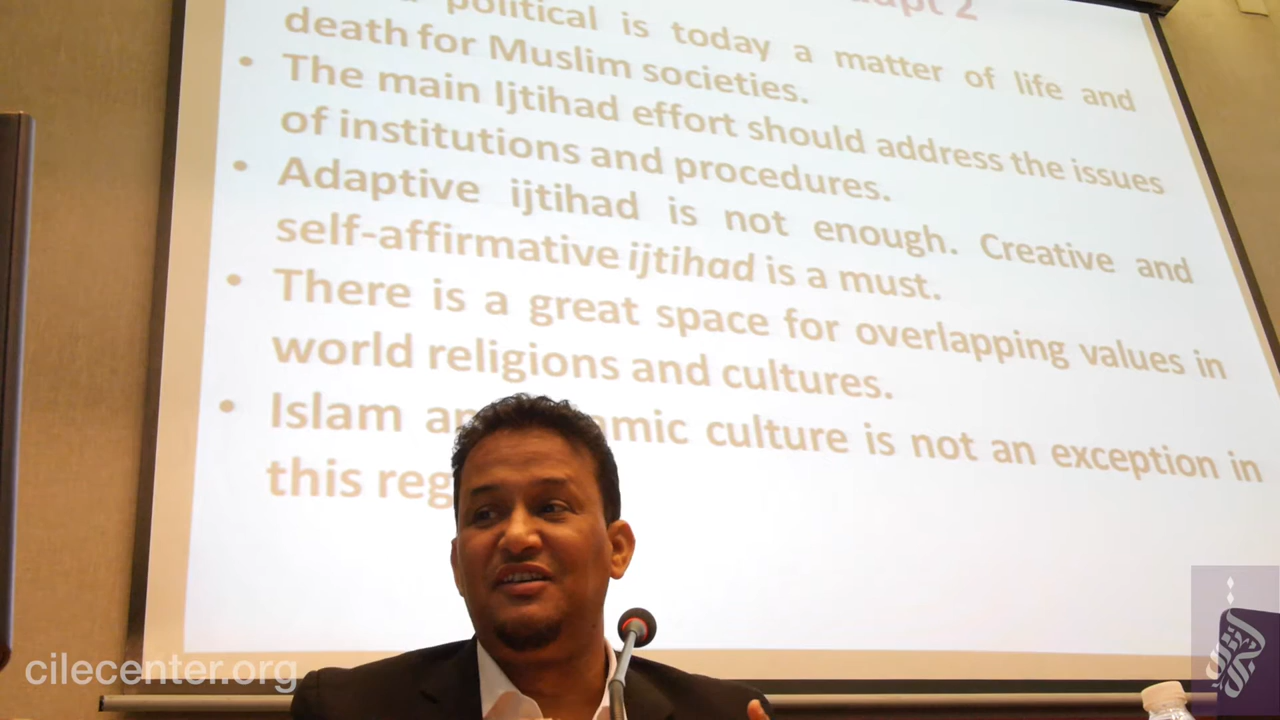 political is today a matter of life and
death for Muslim societies.
• The main Ijtihad effort should address the issues
of institutions and procedures.
• Adaptive ijtihad is not enough. Creative and
self-affirmative ijtihad is a must.
• There is a great space for overlapping values in
world religions and cultures.
• Islam culture is not an exception in
this
cilecenter.org